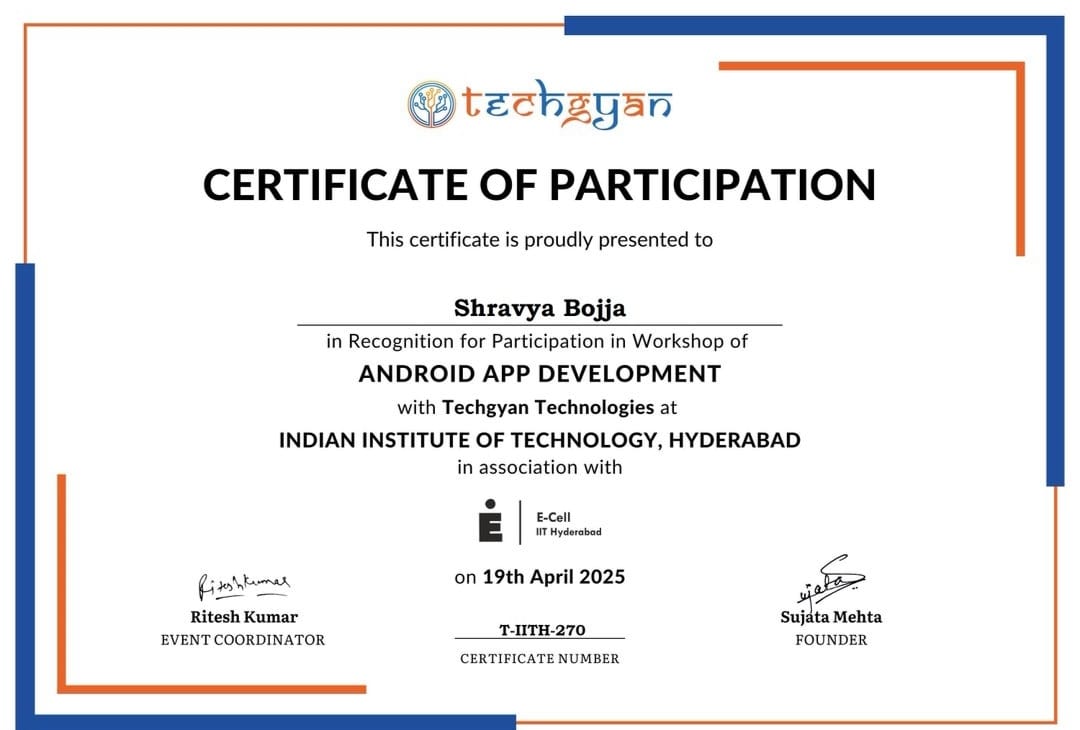 techgyan
CERTIFICATE OF PARTICIPATION
This certificate is proudly presented to
Shravya Bojja
in Recognition for Participation in Workshop of
ANDROID APP DEVELOPMENT
with Techgyan Technologies at
INDIAN INSTITUTE OF TECHNOLOGY, HYDERABAD
in association with
E-Cell
IIT Hyderabad
on 19th April 2025
Riteshkumar
Ritesh Kumar
EVENT COORDINATOR
T-IITH-270
CERTIFICATE NUMBER
Sujata
Sujata Mehta
FOUNDER